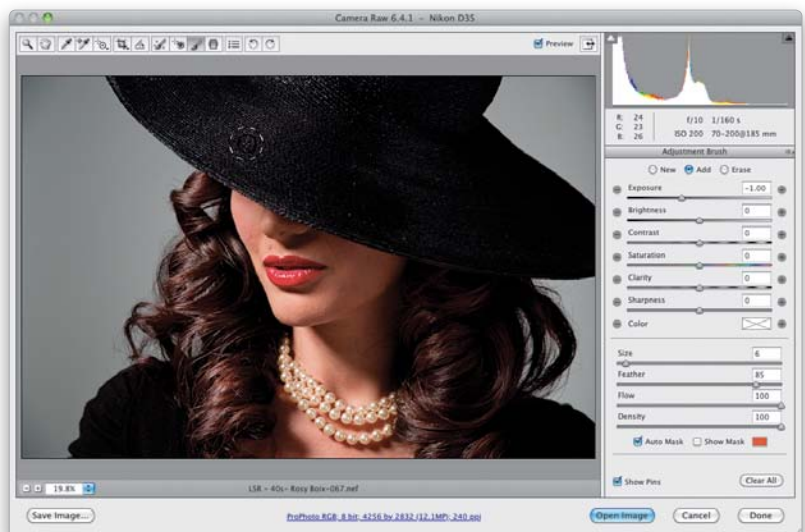 Camera Raw 6.4.1 – Nikon D3S
Preview
R: 24
G: 23
B: 26
f/10 1/160 s
ISO 200 70-200@185 mm
Adjustment Brush
New Add Erase
Exposure -1.00
Brightness 0
Contrast 0
Saturation 0
Clarity 0
Sharpness 0
Color
Size 6
Feather 85
Flow 100
Density 100
Auto Mask Show Mask
Show Pins Clear All
19.8% LSR - 40s- Rosy Boix-067.nef
Save Image... ProPhoto RGB; 8 bit; 4256 by 2832 (12.1MP); 240 ppi Open Image Cancel Done